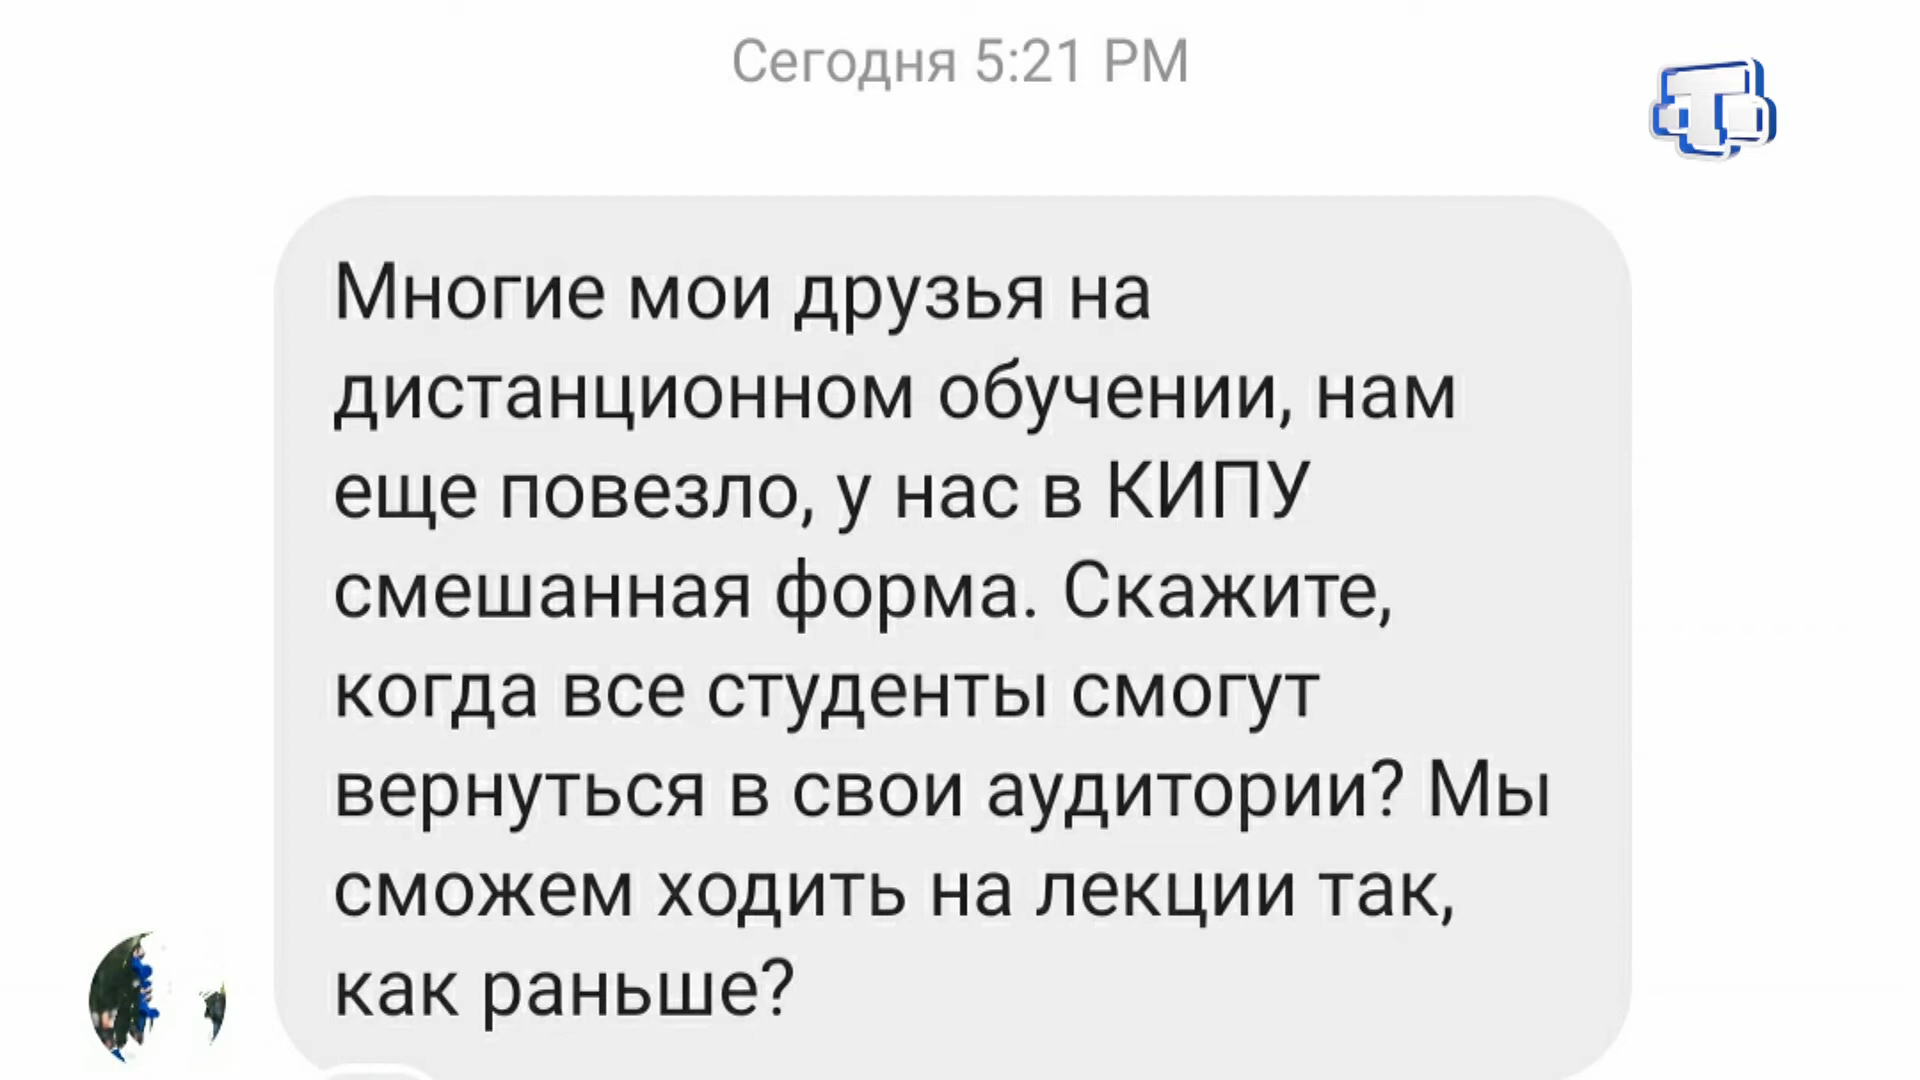 Сегодня 5:21 PM
Многие мои друзья на
дистанционном обучении, нам
еще повезло, у нас в КИПУ
смешанная форма. Скажите,
когда все студенты смогут
вернуться в свои аудитории? Мы
сможем ходить на лекции так,
как раньше?